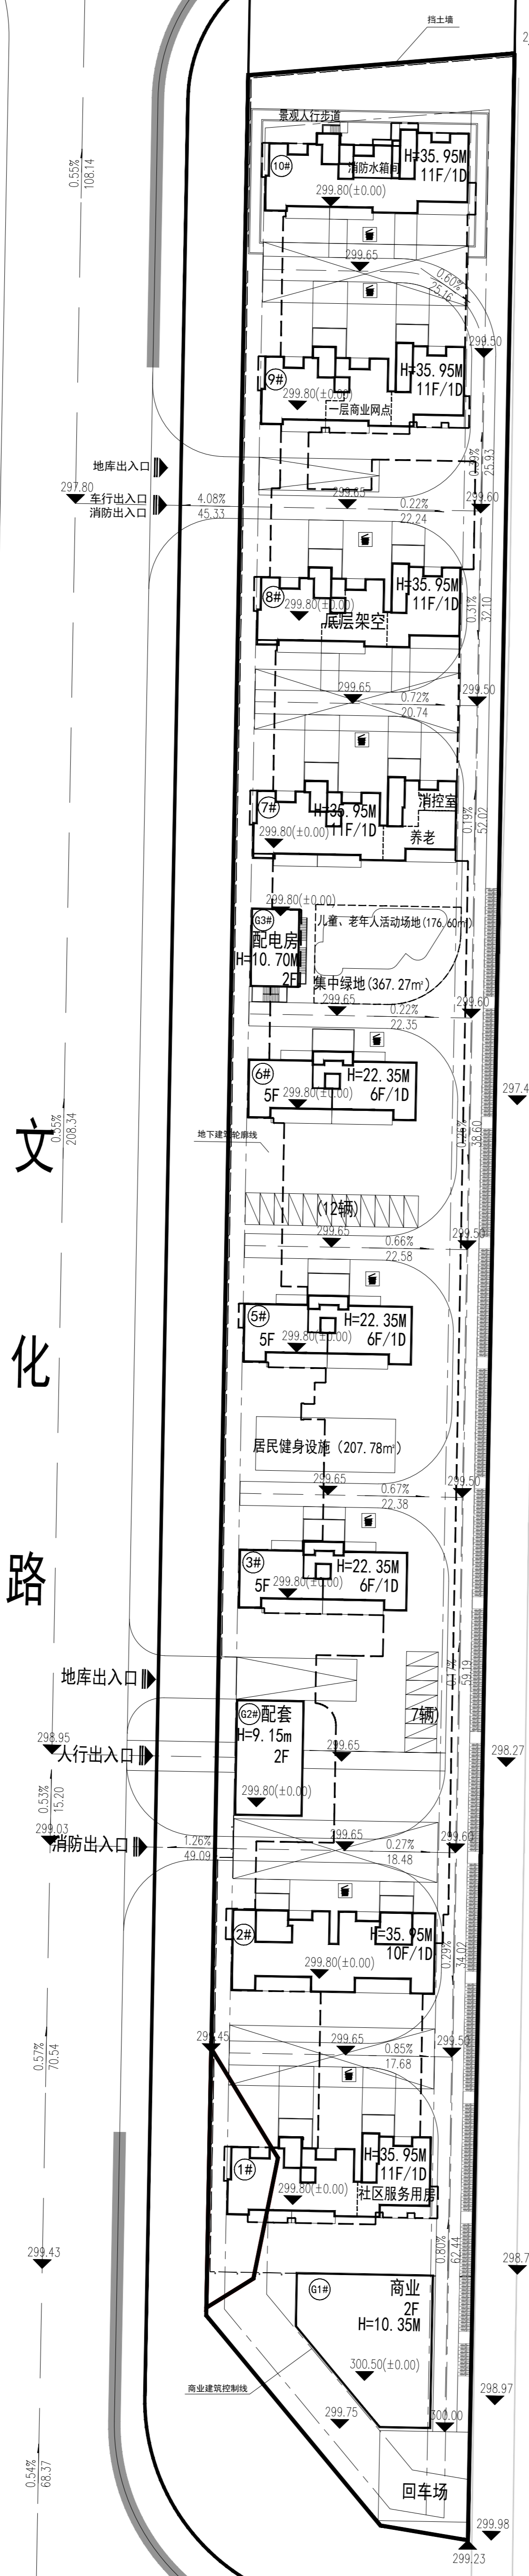 挡土墙
景观人行步道
0.55%
108.14
10#
消防水箱间
H=35.95M
11F/1D
299.80(±0.00)
299.65
0.60%
25.16
299.50
9#
H=35.95M
11F/1D
299.80(±0.00)
一层商业网点
0.39%
25.93
地库出入口
297.80
车行出入口
消防出入口
4.08%
45.33
299.65
0.22%
22.24
299.60
8#
H=35.95M
11F/1D
299.80(±0.00)
底层架空
0.31%
32.10
299.65
0.72%
20.74
299.50
7#
H=35.95M
11F/1D
消控室
299.80(±0.00)
养老
0.19%
52.02
299.80(±0.00)
G3#
配电房
H=10.70M
2F
儿童、老年人活动场地(176.60㎡)
集中绿地(367.27㎡)
299.65
0.22%
22.35
299.60
6#
H=22.35M
5F
6F/1D
299.80(±0.00)
文
0.55%
208.34
地下建筑轮廓线
38.60
(12辆)
299.65
0.66%
22.58
299.50
化
5#
H=22.35M
5F
6F/1D
299.80(±0.00)
居民健身设施（207.78㎡）
299.65
0.67%
22.38
299.50
路
3#
H=22.35M
5F
6F/1D
299.80(±0.00)
地库出入口
59.19
G2#
配套
H=9.15m
2F
7辆)
298.95
人行出入口
299.65
298.27
0.53%
15.20
299.80(±0.00)
299.03
消防出入口
1.26%
49.09
299.65
0.27%
18.48
299.60
2#
H=35.95M
10F/1D
299.80(±0.00)
0.29%
34.02
0.57%
70.54
299.65
0.85%
17.68
299.50
1#
H=35.95M
11F/1D
299.80(±0.00)
社区服务用房
299.43
0.80%
62.44
G1#
商业
2F
H=10.35M
300.50(±0.00)
商业建筑控制线
298.97
299.75
300.00
0.54%
68.37
回车场
299.98
299.23